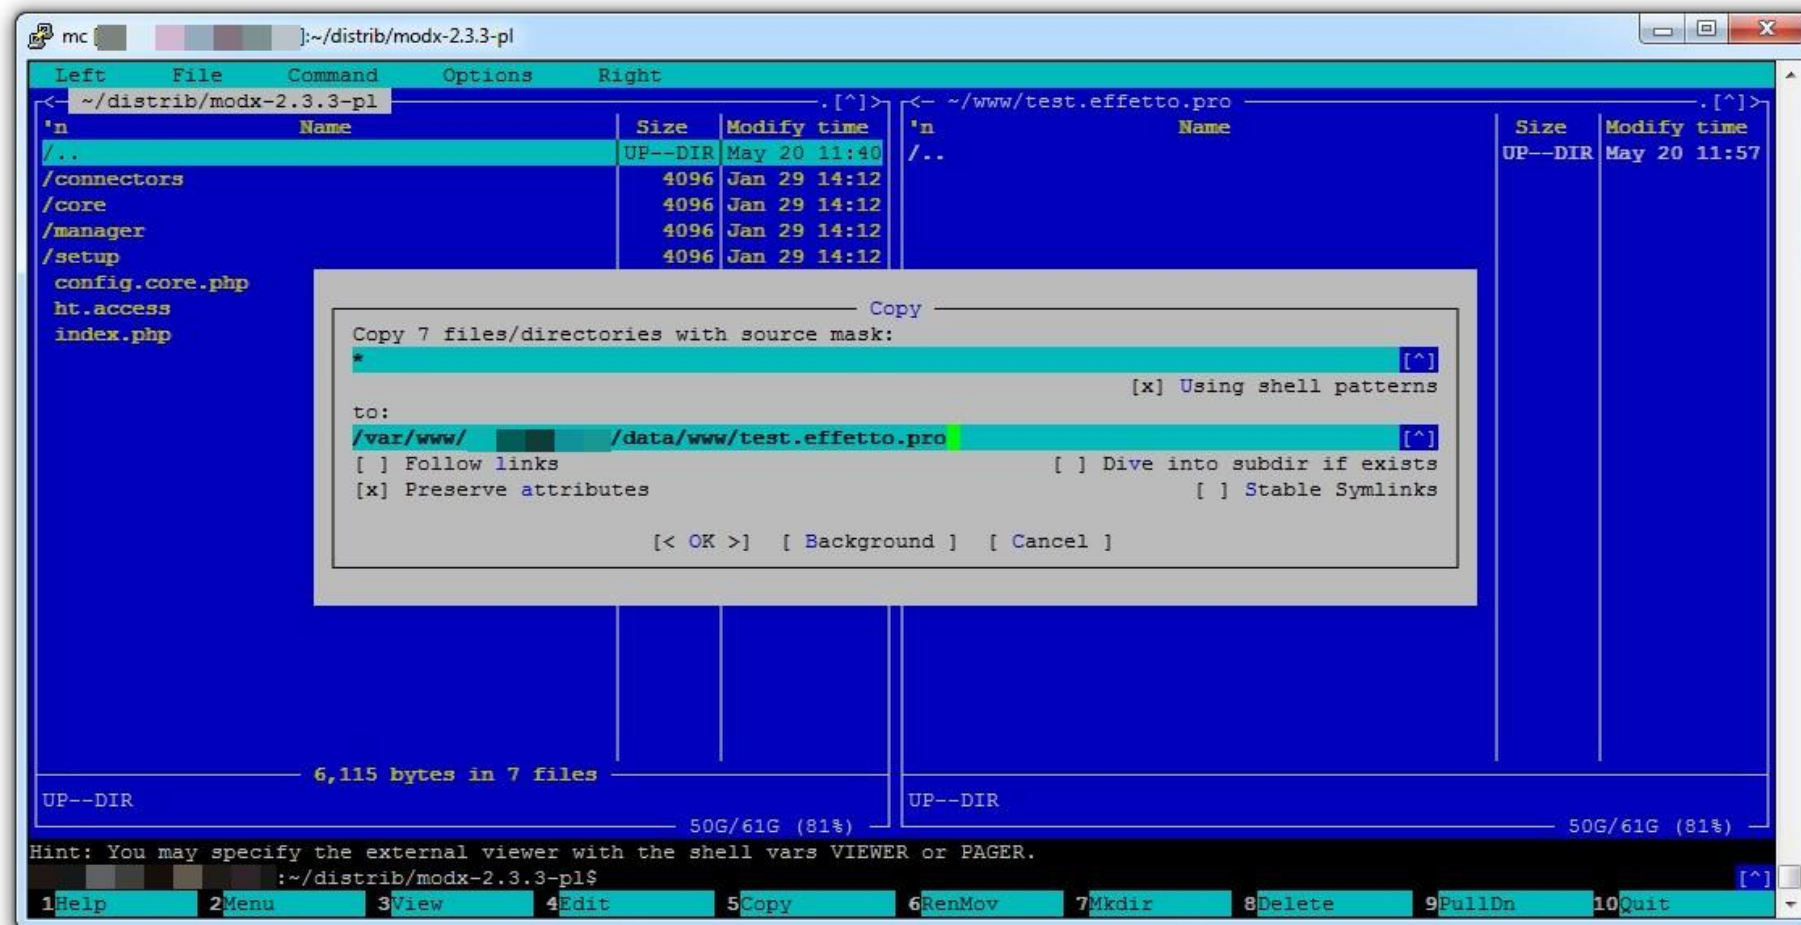 mc [ ]:~/distrib/modx-2.3.3-pl
Left File Command Options Right
<- ~/distrib/modx-2.3.3-pl .[^]> <- ~/www/test.effetto.pro .[^]>
'n Name Size Modify time 'n Name Size Modify time
/.. UP--DIR May 20 11:40 /.. UP--DIR May 20 11:57
/connectors 4096 Jan 29 14:12
/core 4096 Jan 29 14:12
/manager 4096 Jan 29 14:12
/setup 4096 Jan 29 14:12
config.core.php
ht.access
index.php
Copy
Copy 7 files/directories with source mask:
* [^]
[x] Using shell patterns
to:
/var/www/ /data/www/test.effetto.pro [^]
[ ] Follow links [ ] Dive into subdir if exists
[x] Preserve attributes [ ] Stable Symlinks
[< OK >] [ Background ] [ Cancel ]
6,115 bytes in 7 files
UP--DIR UP--DIR
50G/61G (81%) 50G/61G (81%)
Hint: You may specify the external viewer with the shell vars VIEWER or PAGER.
:~/distrib/modx-2.3.3-pl$ [^]
1Help 2Menu 3View 4Edit 5Copy 6RenMov 7Mkdir 8Delete 9PullDn 10Quit